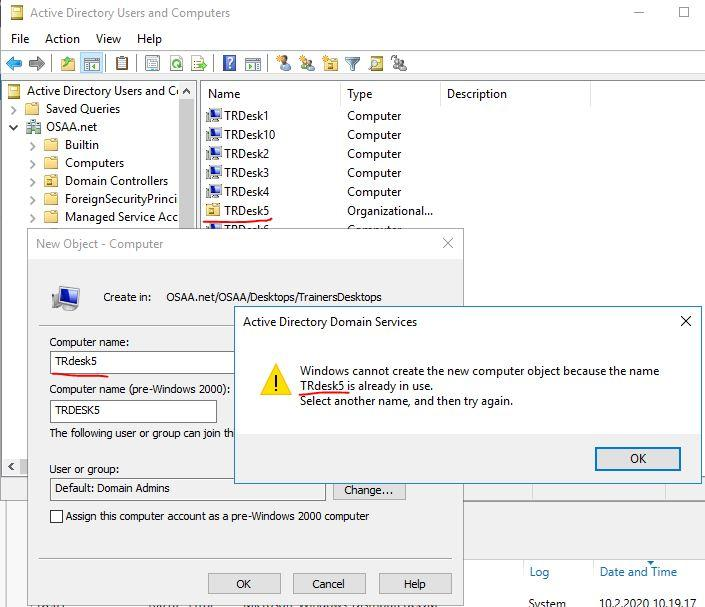 Active Directory Users and Computers
File Action View Help
Active Directory Users and Co
Saved Queries
OSAA.net
Builtin
Computers
Domain Controllers
ForeignSecurityPrinci
Managed Service Acc
Name Type Description
TRDesk1 Computer
TRDesk10 Computer
TRDesk2 Computer
TRDesk3 Computer
TRDesk4 Computer
TRDesk5 Organizational...
New Object - Computer
Create in: OSAA.net/OSAA/Desktops/TrainersDesktops
Computer name:
TRdesk5
Computer name (pre-Windows 2000):
TRDESK5
The following user or group can join th
User or group:
Default: Domain Admins
Change...
Assign this computer account as a pre-Windows 2000 computer
OK Cancel Help
Active Directory Domain Services
Windows cannot create the new computer object because the name
TRdesk5 is already in use.
Select another name, and then try again.
OK
Log Date and Time
System 10.2.2020 10.19.17